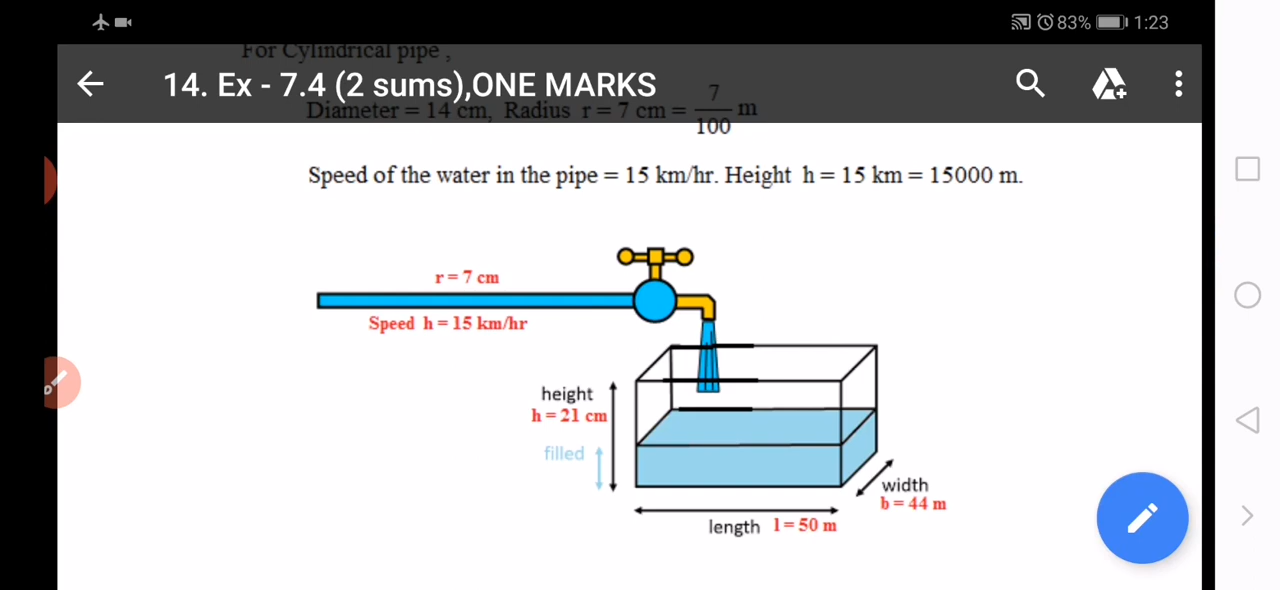 83% 1:23
For Cylindrical pipe ,
14. Ex - 7.4 (2 sums),ONE MARKS
Diameter = 14 cm, Radius r = 7 cm = 7/100 m
Speed of the water in the pipe = 15 km/hr. Height h = 15 km = 15000 m.
r = 7 cm
Speed h = 15 km/hr
height
h = 21 cm
filled
width
b = 44 m
length l = 50 m